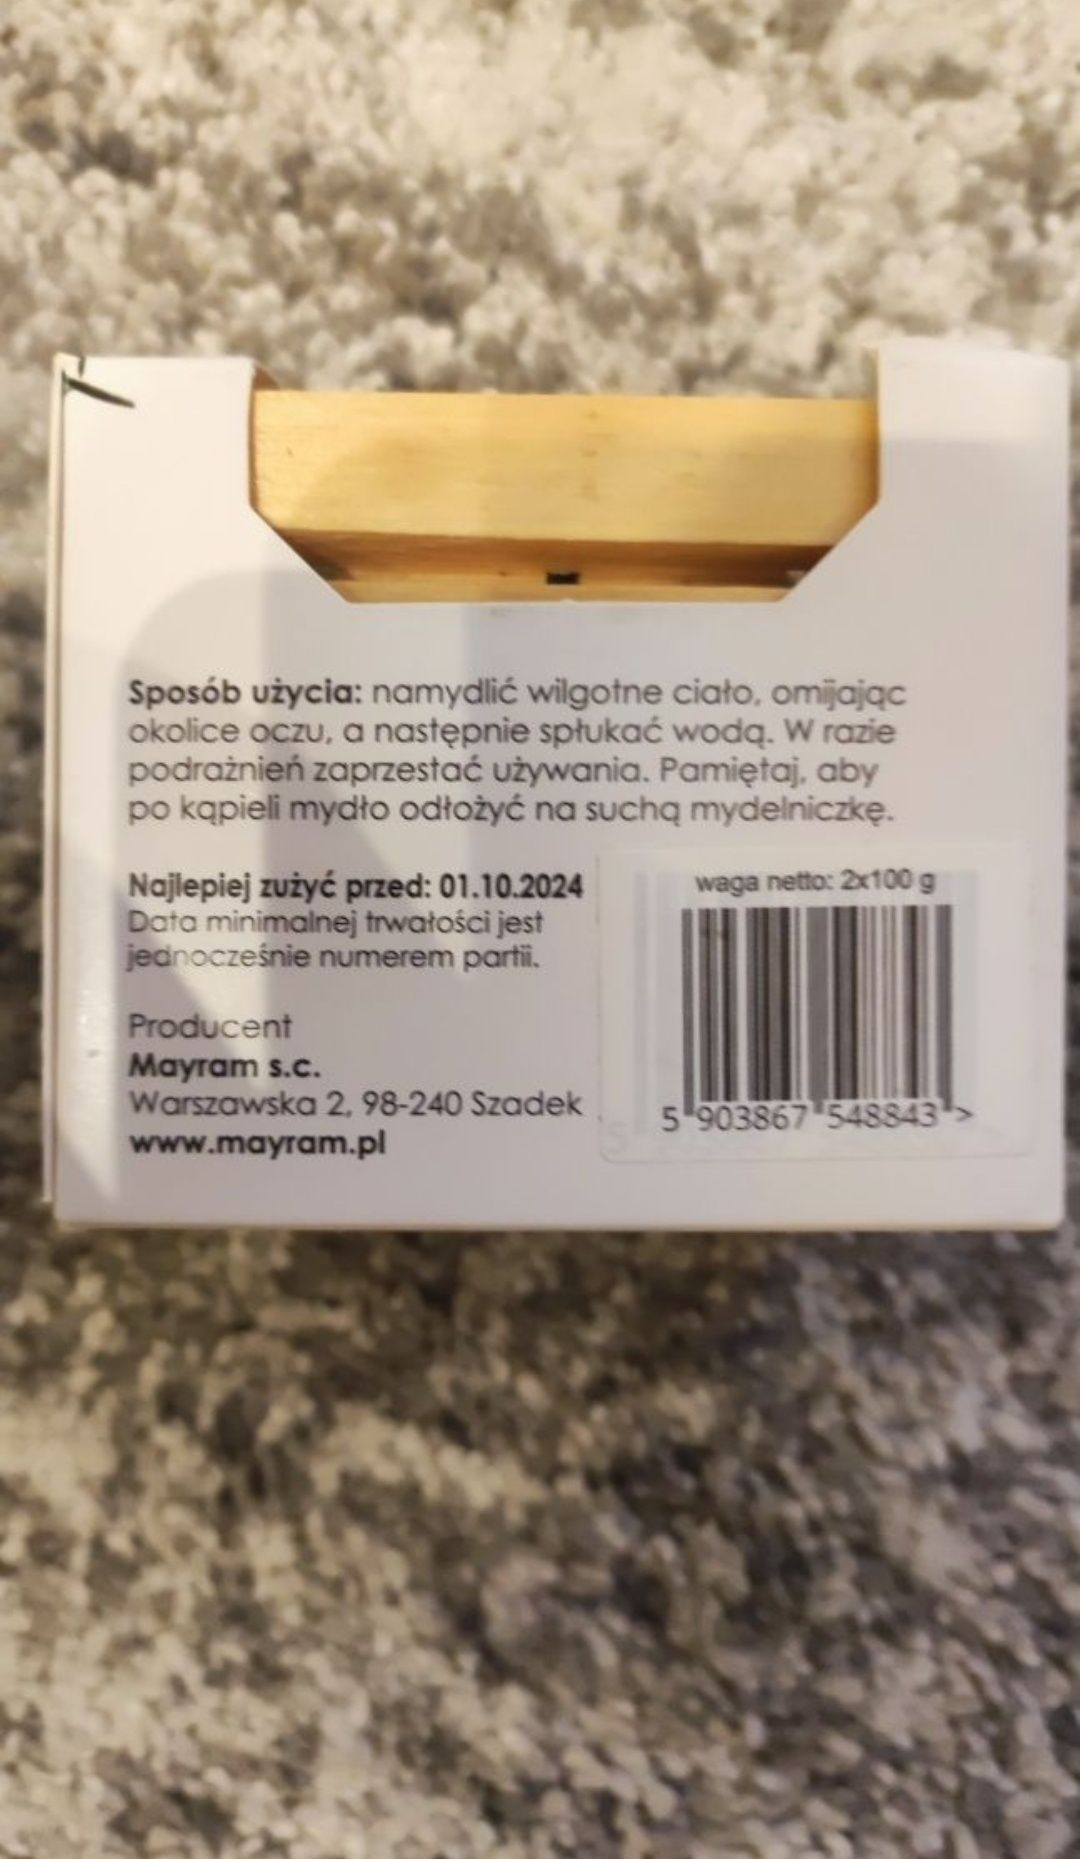 Sposób użycia: namydlić wilgotne ciało, omijając
okolice oczu, a następnie spłukać wodą. W razie
podrażnień zaprzestać używania. Pamiętaj, aby
po kąpieli mydło odłożyć na suchą mydelniczkę.
Najlepiej zużyć przed: 01.10.2024
Data minimalnej trwałości jest
jednocześnie numerem partii.
Producent
Mayram s.c.
Warszawska 2, 98-240 Szadek
www.mayram.pl
waga netto: 2x100 g
5 903867 548843 >